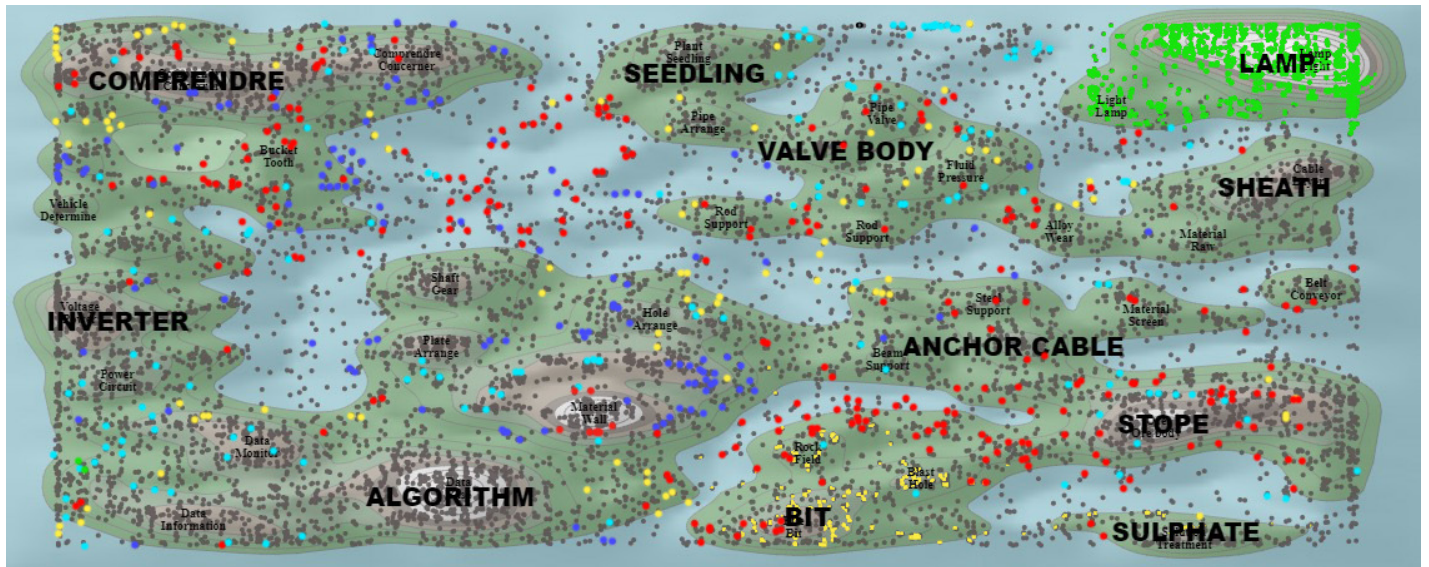 Plant
Seedling
SEEDLING
Comprendre
Concerner
COMPRENDRE
LAMP
Light
Lamp
Pipe
Valve
Pipe
Arrange
VALVE BODY
Bucket
Tooth
Fluid
Pressure
Cable
SHEATH
Vehicle
Determine
Rod
Support
Rod
Support
Alloy
Wear
Material
Raw
Shaft
Gear
Belt
Conveyor
Voltage
INVERTER
Hole
Arrange
Steel
Support
Material
Screen
Plate
Arrange
Beam
Support
ANCHOR CABLE
Power
Circuit
Material
Wall
STOPE
Ore body
Data
Monitor
Rock
Field
Blast
Hole
Data
ALGORITHM
Data
Information
BIT
Bit
SULPHATE
Treatment